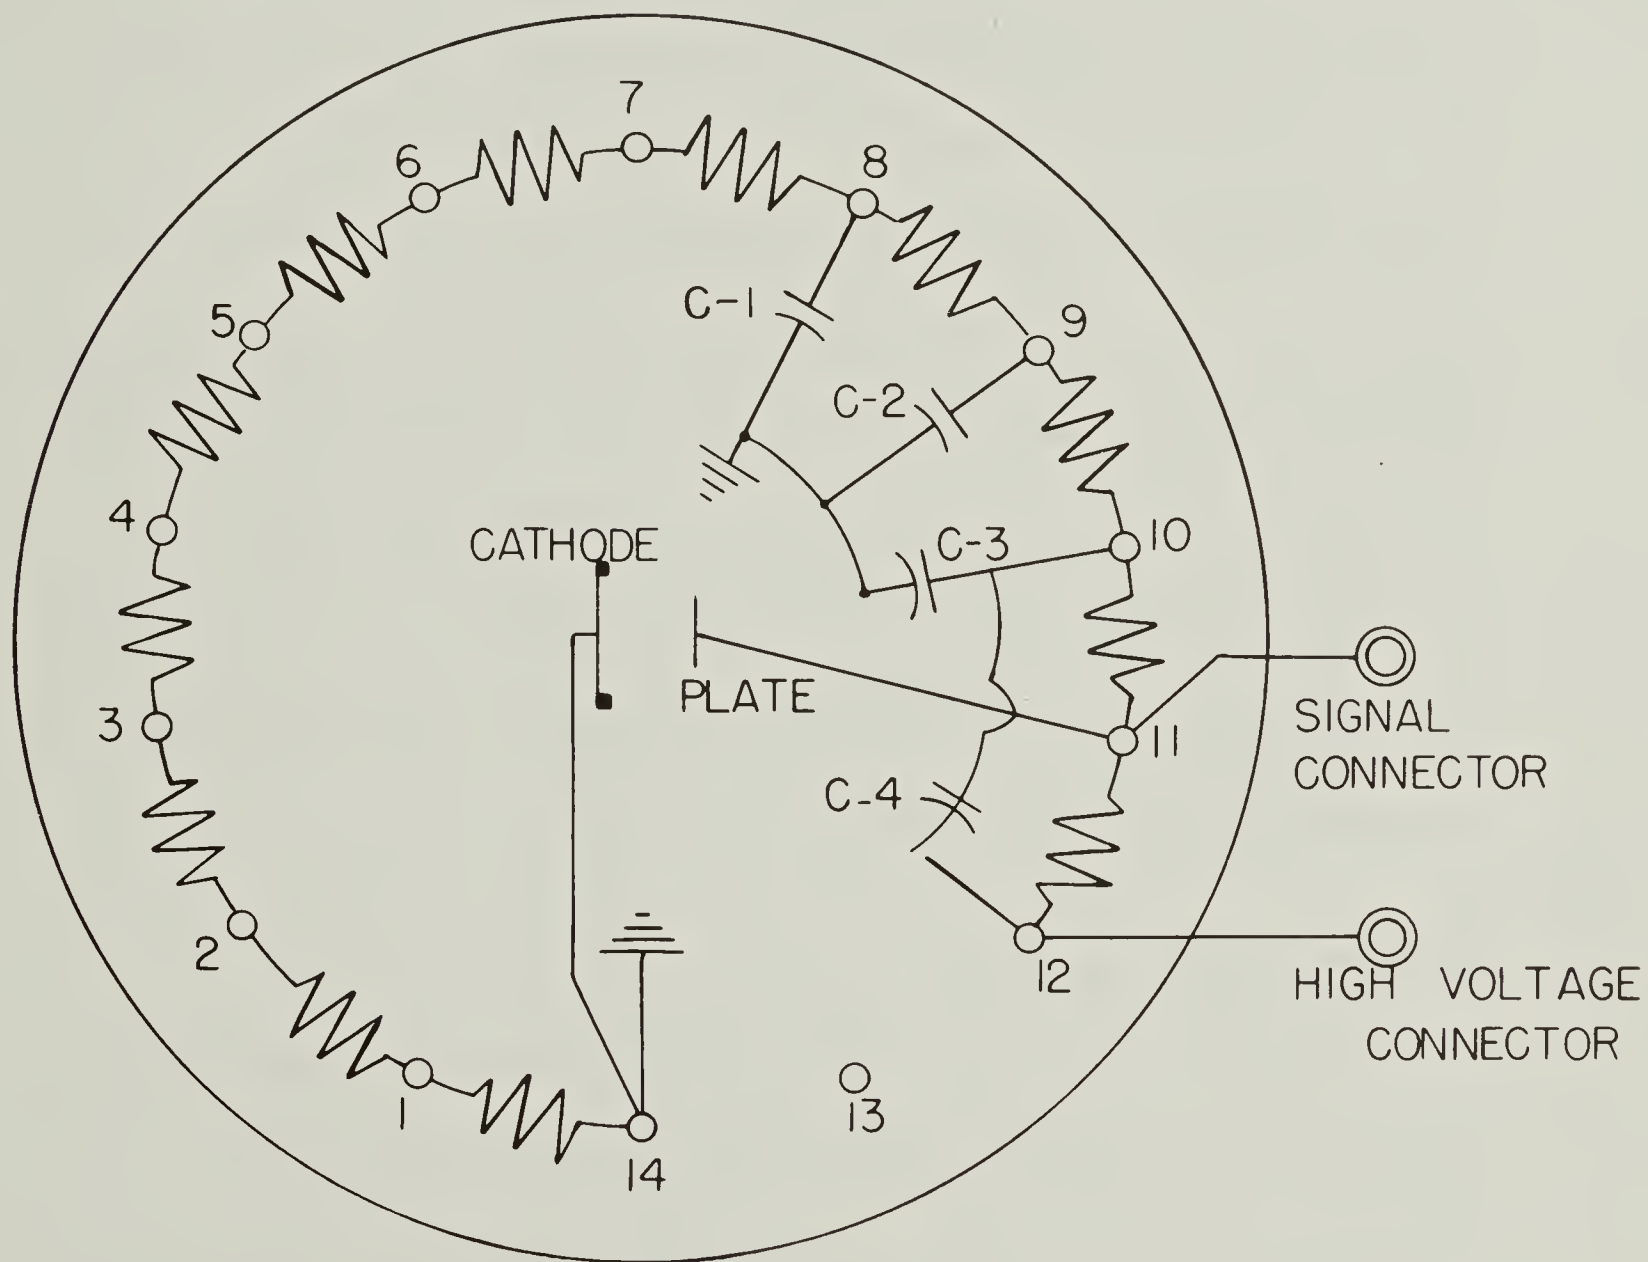 7
6
8
C-1
5
9
C-2
4
CATHODE
C-3
10
PLATE
3
11
SIGNAL
CONNECTOR
C-4
2
12
HIGH VOLTAGE
CONNECTOR
1
13
14